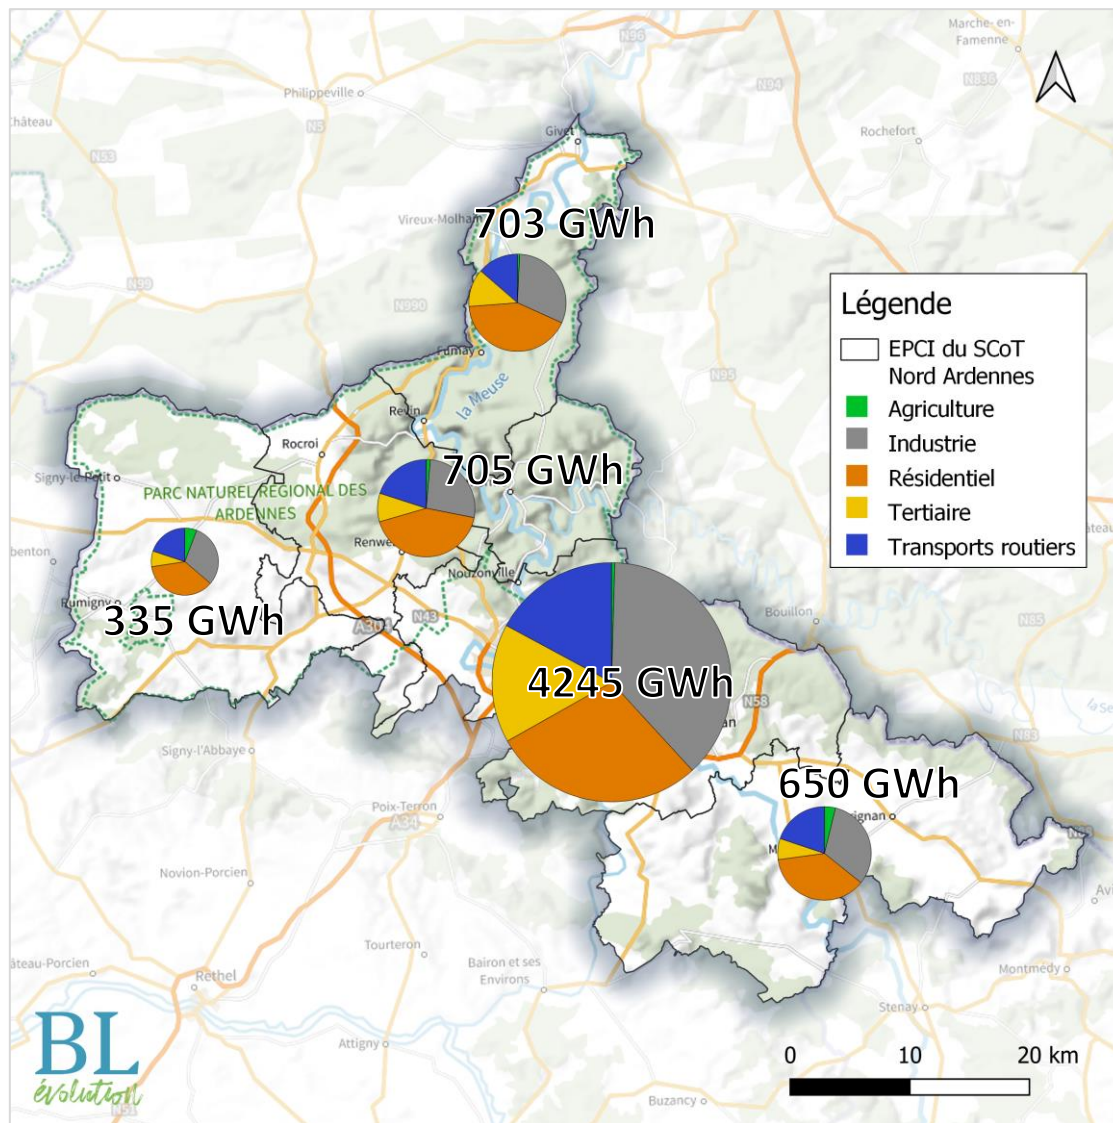 Marche-en-
Famenne
N96
N94
N836
Philippeville
Château
N5
Rochefort
Givet
N53
Vireux-Molhain
703 GWh
N99
N990
Légende
EPCI du SCoT
Nord Ardennes
Agriculture
Industrie
Résidentiel
Tertiaire
Transports routiers
Fumay
la Meuse
N95
Revin
Rocroi
705 GWh
Signy-le-Petit
PARC NATUREL RÉGIONAL DES
ARDENNES
Renwez
Nouzonville
Rumigny
335 GWh
A304
N43
Bouillon
N85
4245 GWh
N58
N83
Signy-l'Abbaye
650 GWh
Poix-Terron
A34
Novion-Porcien
Tourteron
Bairon et ses
Environs
Château-Porcien
Rethel
Montmédy
Stenay
BL
évolution
Attigny
0 10 20 km
N51
Buzancy